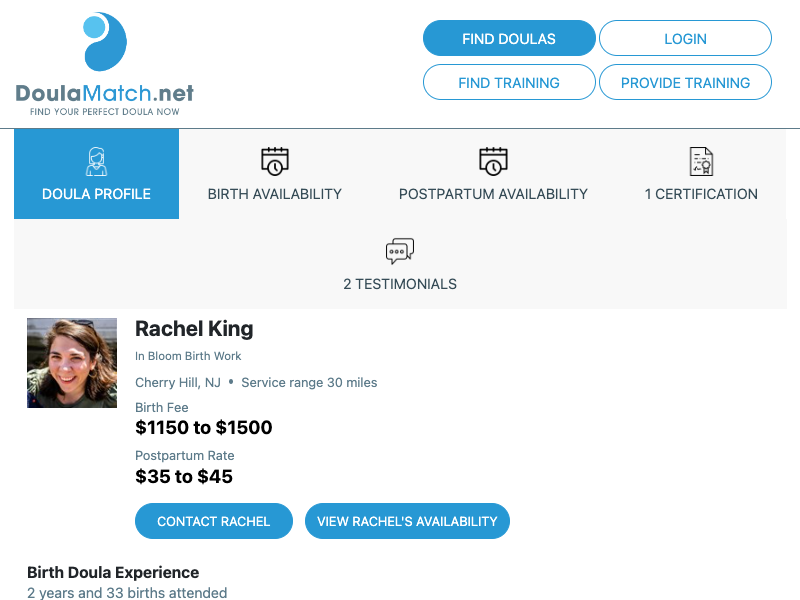 DoulaMatch.net
FIND YOUR PERFECT DOULA NOW
FIND DOULAS
LOGIN
FIND TRAINING
PROVIDE TRAINING
DOULA PROFILE
BIRTH AVAILABILITY
POSTPARTUM AVAILABILITY
1 CERTIFICATION
2 TESTIMONIALS
Rachel King
In Bloom Birth Work
Cherry Hill, NJ • Service range 30 miles
Birth Fee
$1150 to $1500
Postpartum Rate
$35 to $45
CONTACT RACHEL
VIEW RACHEL'S AVAILABILITY
Birth Doula Experience
2 years and 33 births attended